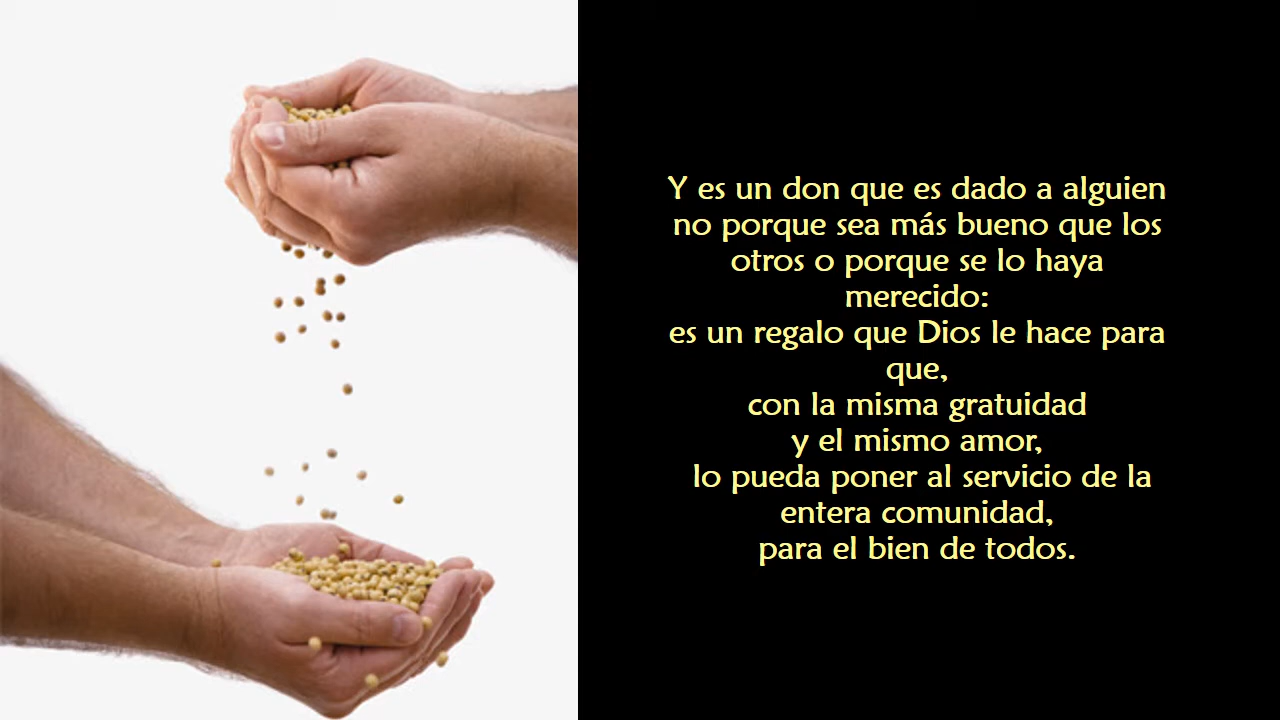 Y es un don que es dado a alguien
no porque sea más bueno que los
otros o porque se lo haya
merecido:
es un regalo que Dios le hace para
que,
con la misma gratuidad
y el mismo amor,
lo pueda poner al servicio de la
entera comunidad,
para el bien de todos.